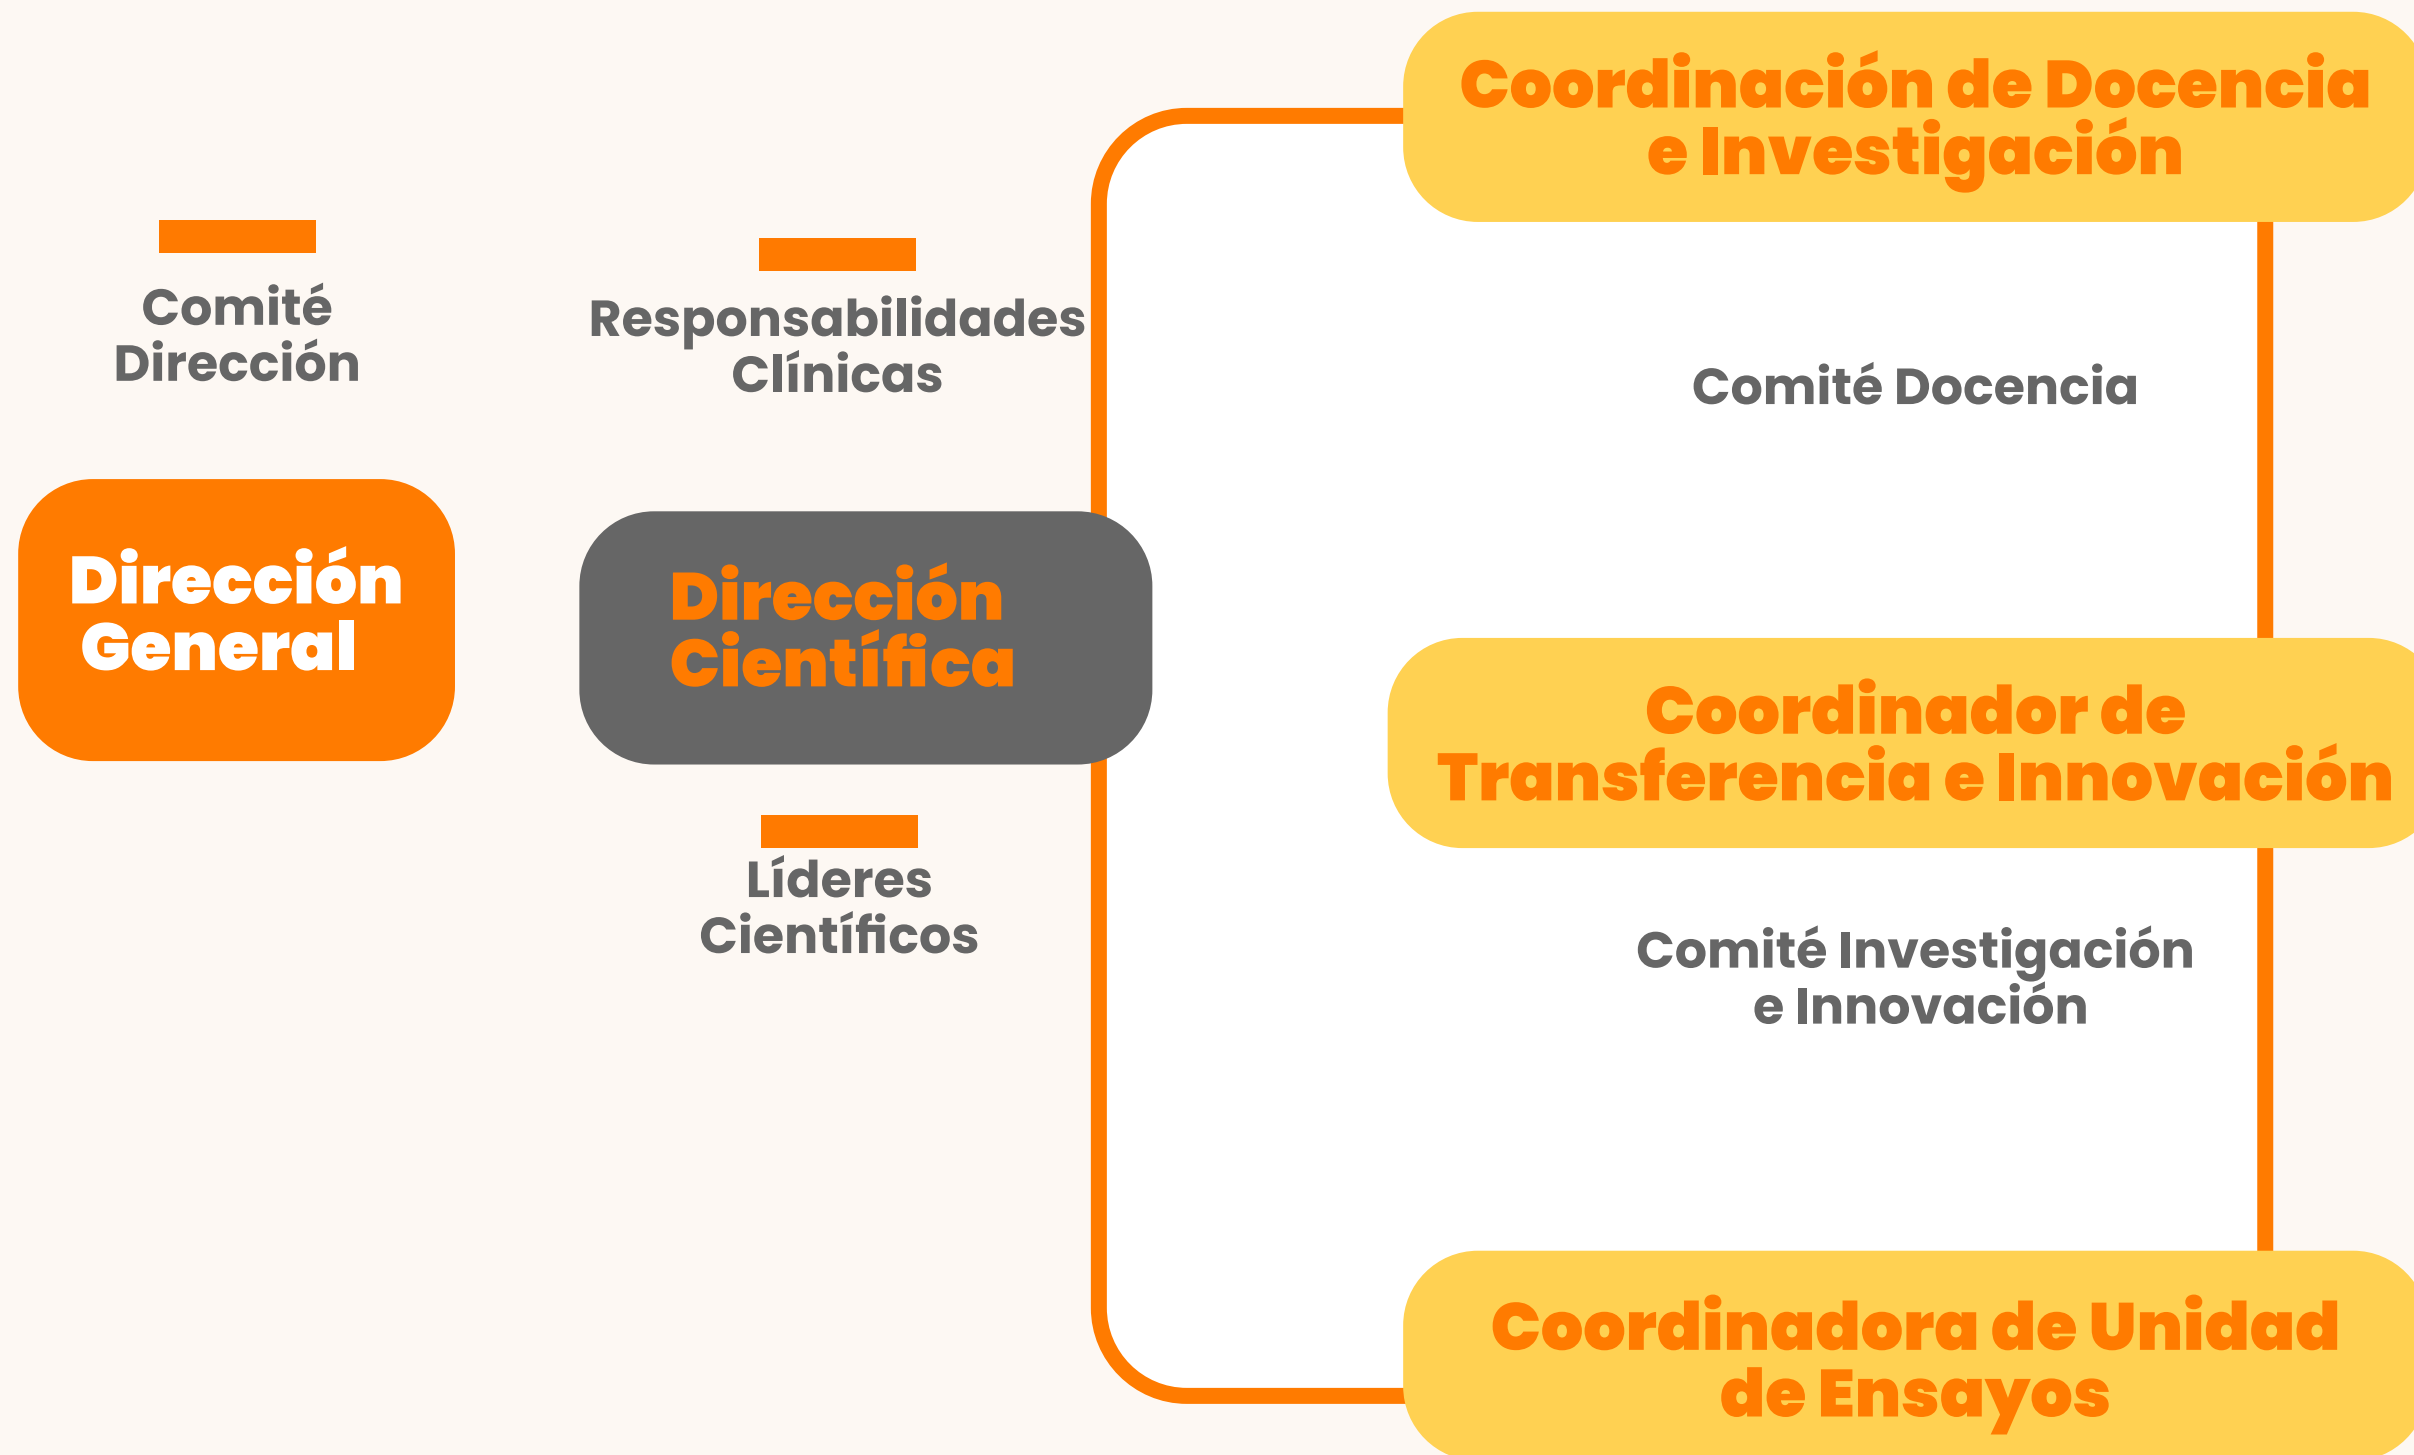 Comité
Dirección
Dirección
General
Responsabilidades
Clínicas
Dirección
Científica
Líderes
Científicos
Coordinación de Docencia
e Investigación
Comité Docencia
Coordinador de
Transferencia e Innovación
Comité Investigación
e Innovación
Coordinadora de Unidad
de Ensayos